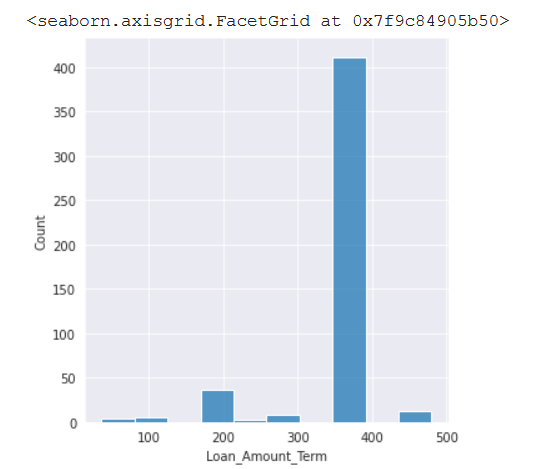 <seaborn.axisgrid.FacetGrid at 0x7f9c84905b50>
400
350
300
250
200
150
100
50
0
Count
100 200 300 400 500
Loan_Amount_Term